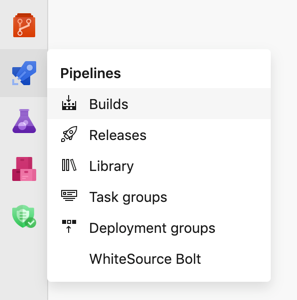 Pipelines
Builds
Releases
Library
Task groups
Deployment groups
WhiteSource Bolt